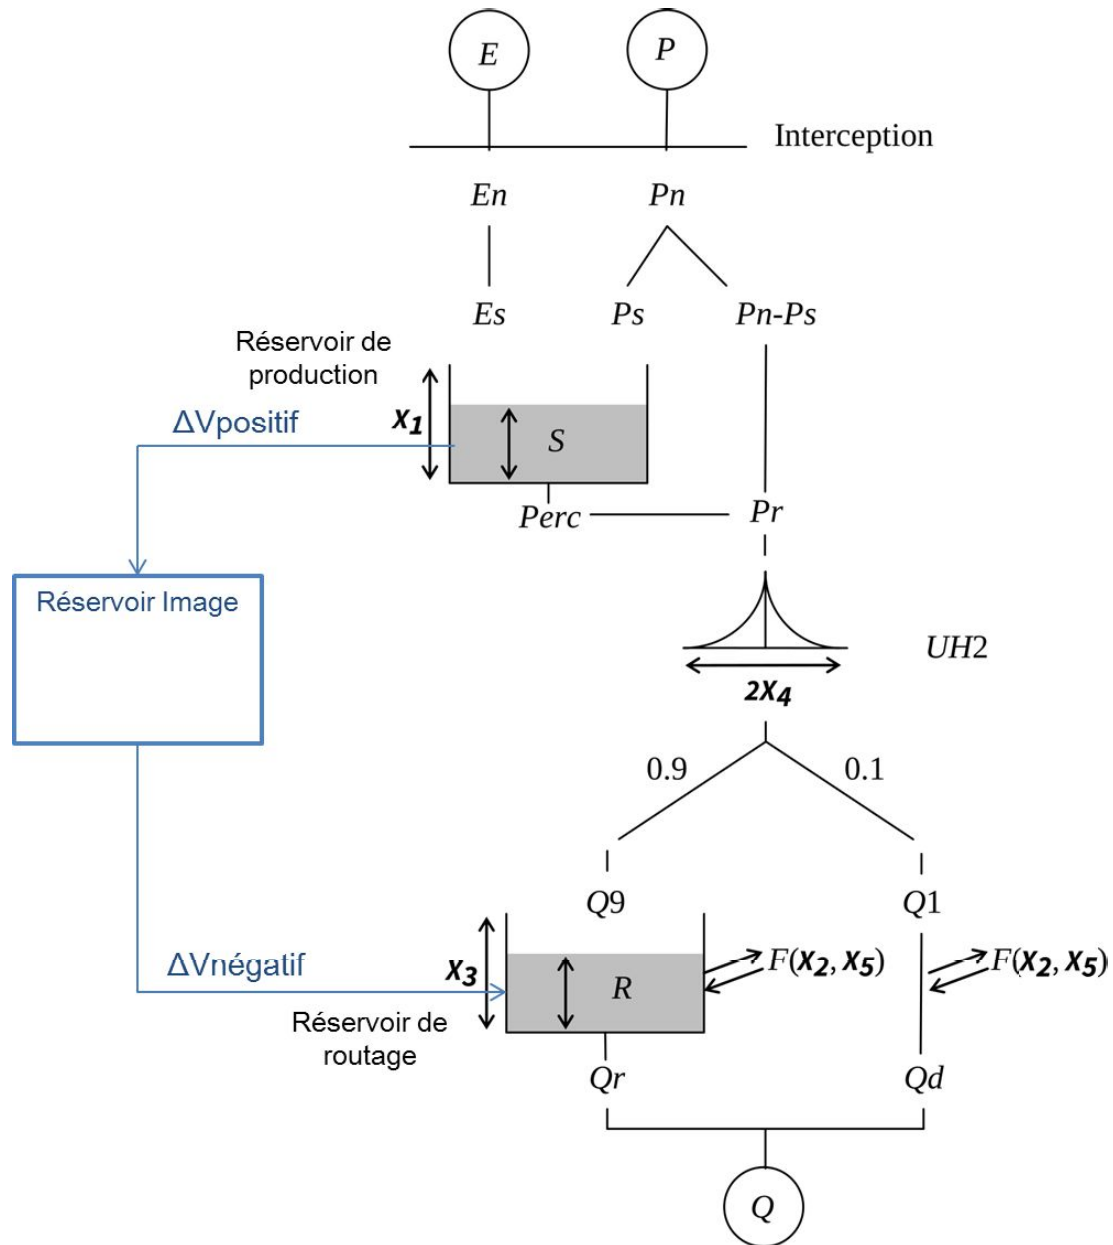 E
P
Interception
En
Pn
Es
Ps
Pn-Ps
Réservoir de
production
ΔVpositif
X1
S
Perc
Pr
Réservoir Image
UH2
2X4
0.9
0.1
Q9
Q1
ΔVnégatif
X3
R
F(X2, X5)
F(X2, X5)
Réservoir de
routage
Qr
Qd
Q